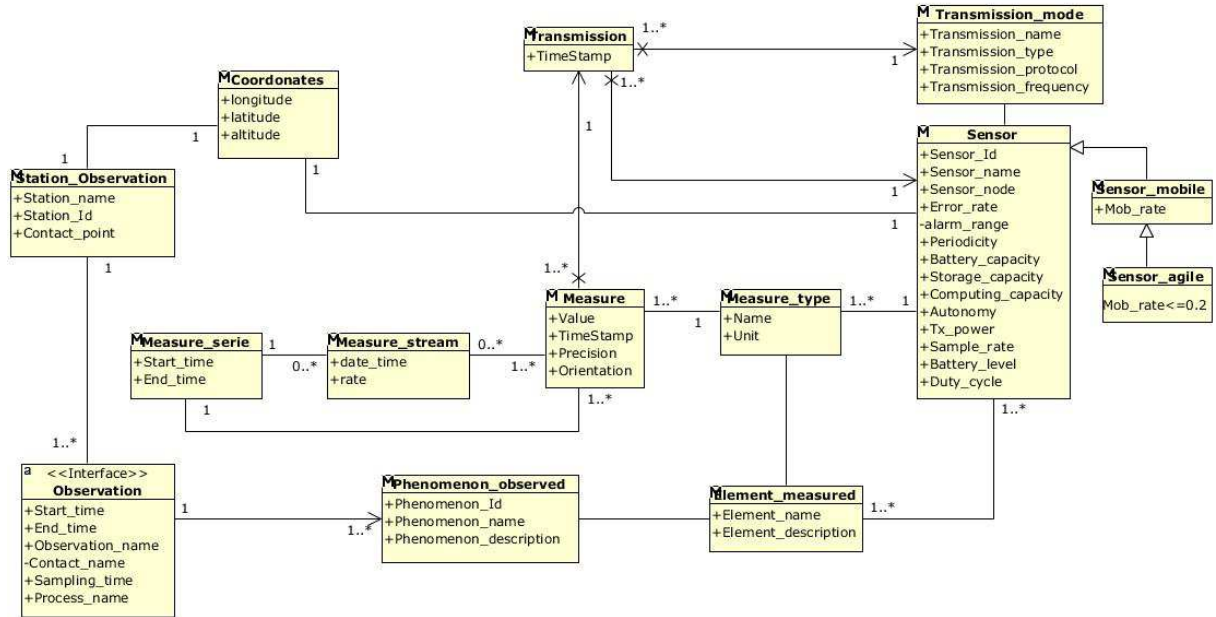 M Transmission
+TimeStamp
1..*
1
1..*
1
M Transmission_mode
+Transmission_name
+Transmission_type
+Transmission_protocol
+Transmission_frequency
M Coordonates
+longitude
+latitude
+altitude
1
1
1
1
M Station_Observation
+Station_name
+Station_Id
+Contact_point
1
1..*
M Sensor
+Sensor_Id
+Sensor_name
+Sensor_node
+Error_rate
-alarm_range
+Periodicity
+Battery_capacity
+Storage_capacity
+Computing_capacity
+Autonomy
+Tx_power
+Sample_rate
+Battery_level
+Duty_cycle
M Sensor_mobile
+Mob_rate
M Sensor_agile
Mob_rate<=0.2
1
1..*
M Measure
+Value
+TimeStamp
+Precision
+Orientation
1..*
1
M Measure_type
+Name
+Unit
1..*
1
M Measure_serie
+Start_time
+End_time
1
0..*
M Measure_stream
+date_time
+rate
0..*
1..*
1
1..*
1..*
a <<Interface>>
Observation
+Start_time
+End_time
+Observation_name
-Contact_name
+Sampling_time
+Process_name
1
1..*
M Phenomenon_observed
+Phenomenon_Id
+Phenomenon_name
+Phenomenon_description
M Element_measured
+Element_name
+Element_description
1..*